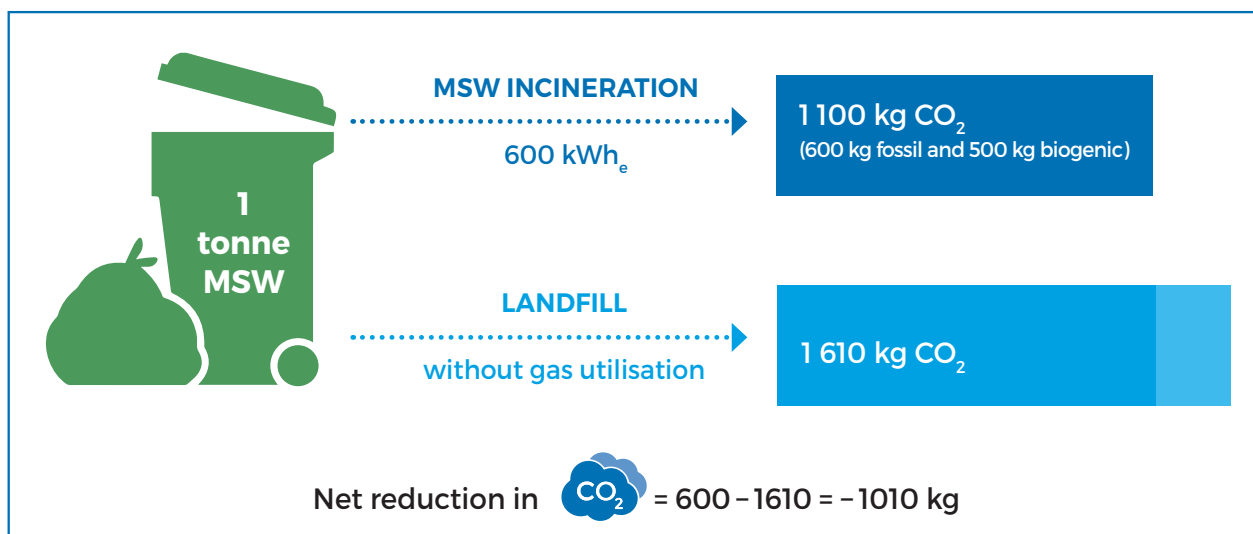 1
tonne
MSW
MSW INCINERATION
600 kWhₑ
1 100 kg CO₂
(600 kg fossil and 500 kg biogenic)
LANDFILL
without gas utilisation
1 610 kg CO₂
Net reduction in CO₂ = 600 – 1610 = – 1010 kg